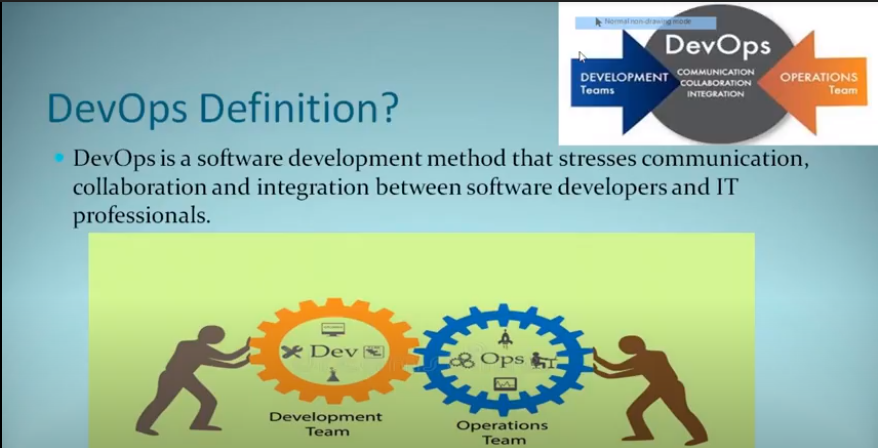 Normal non-drawing mode
DevOps
DEVELOPMENT
Teams
COMMUNICATION
COLLABORATION
INTEGRATION
OPERATIONS
Team
DevOps Definition?
• DevOps is a software development method that stresses communication,
collaboration and integration between software developers and IT
professionals.
Dev
Ops
Development
Team
Operations
Team